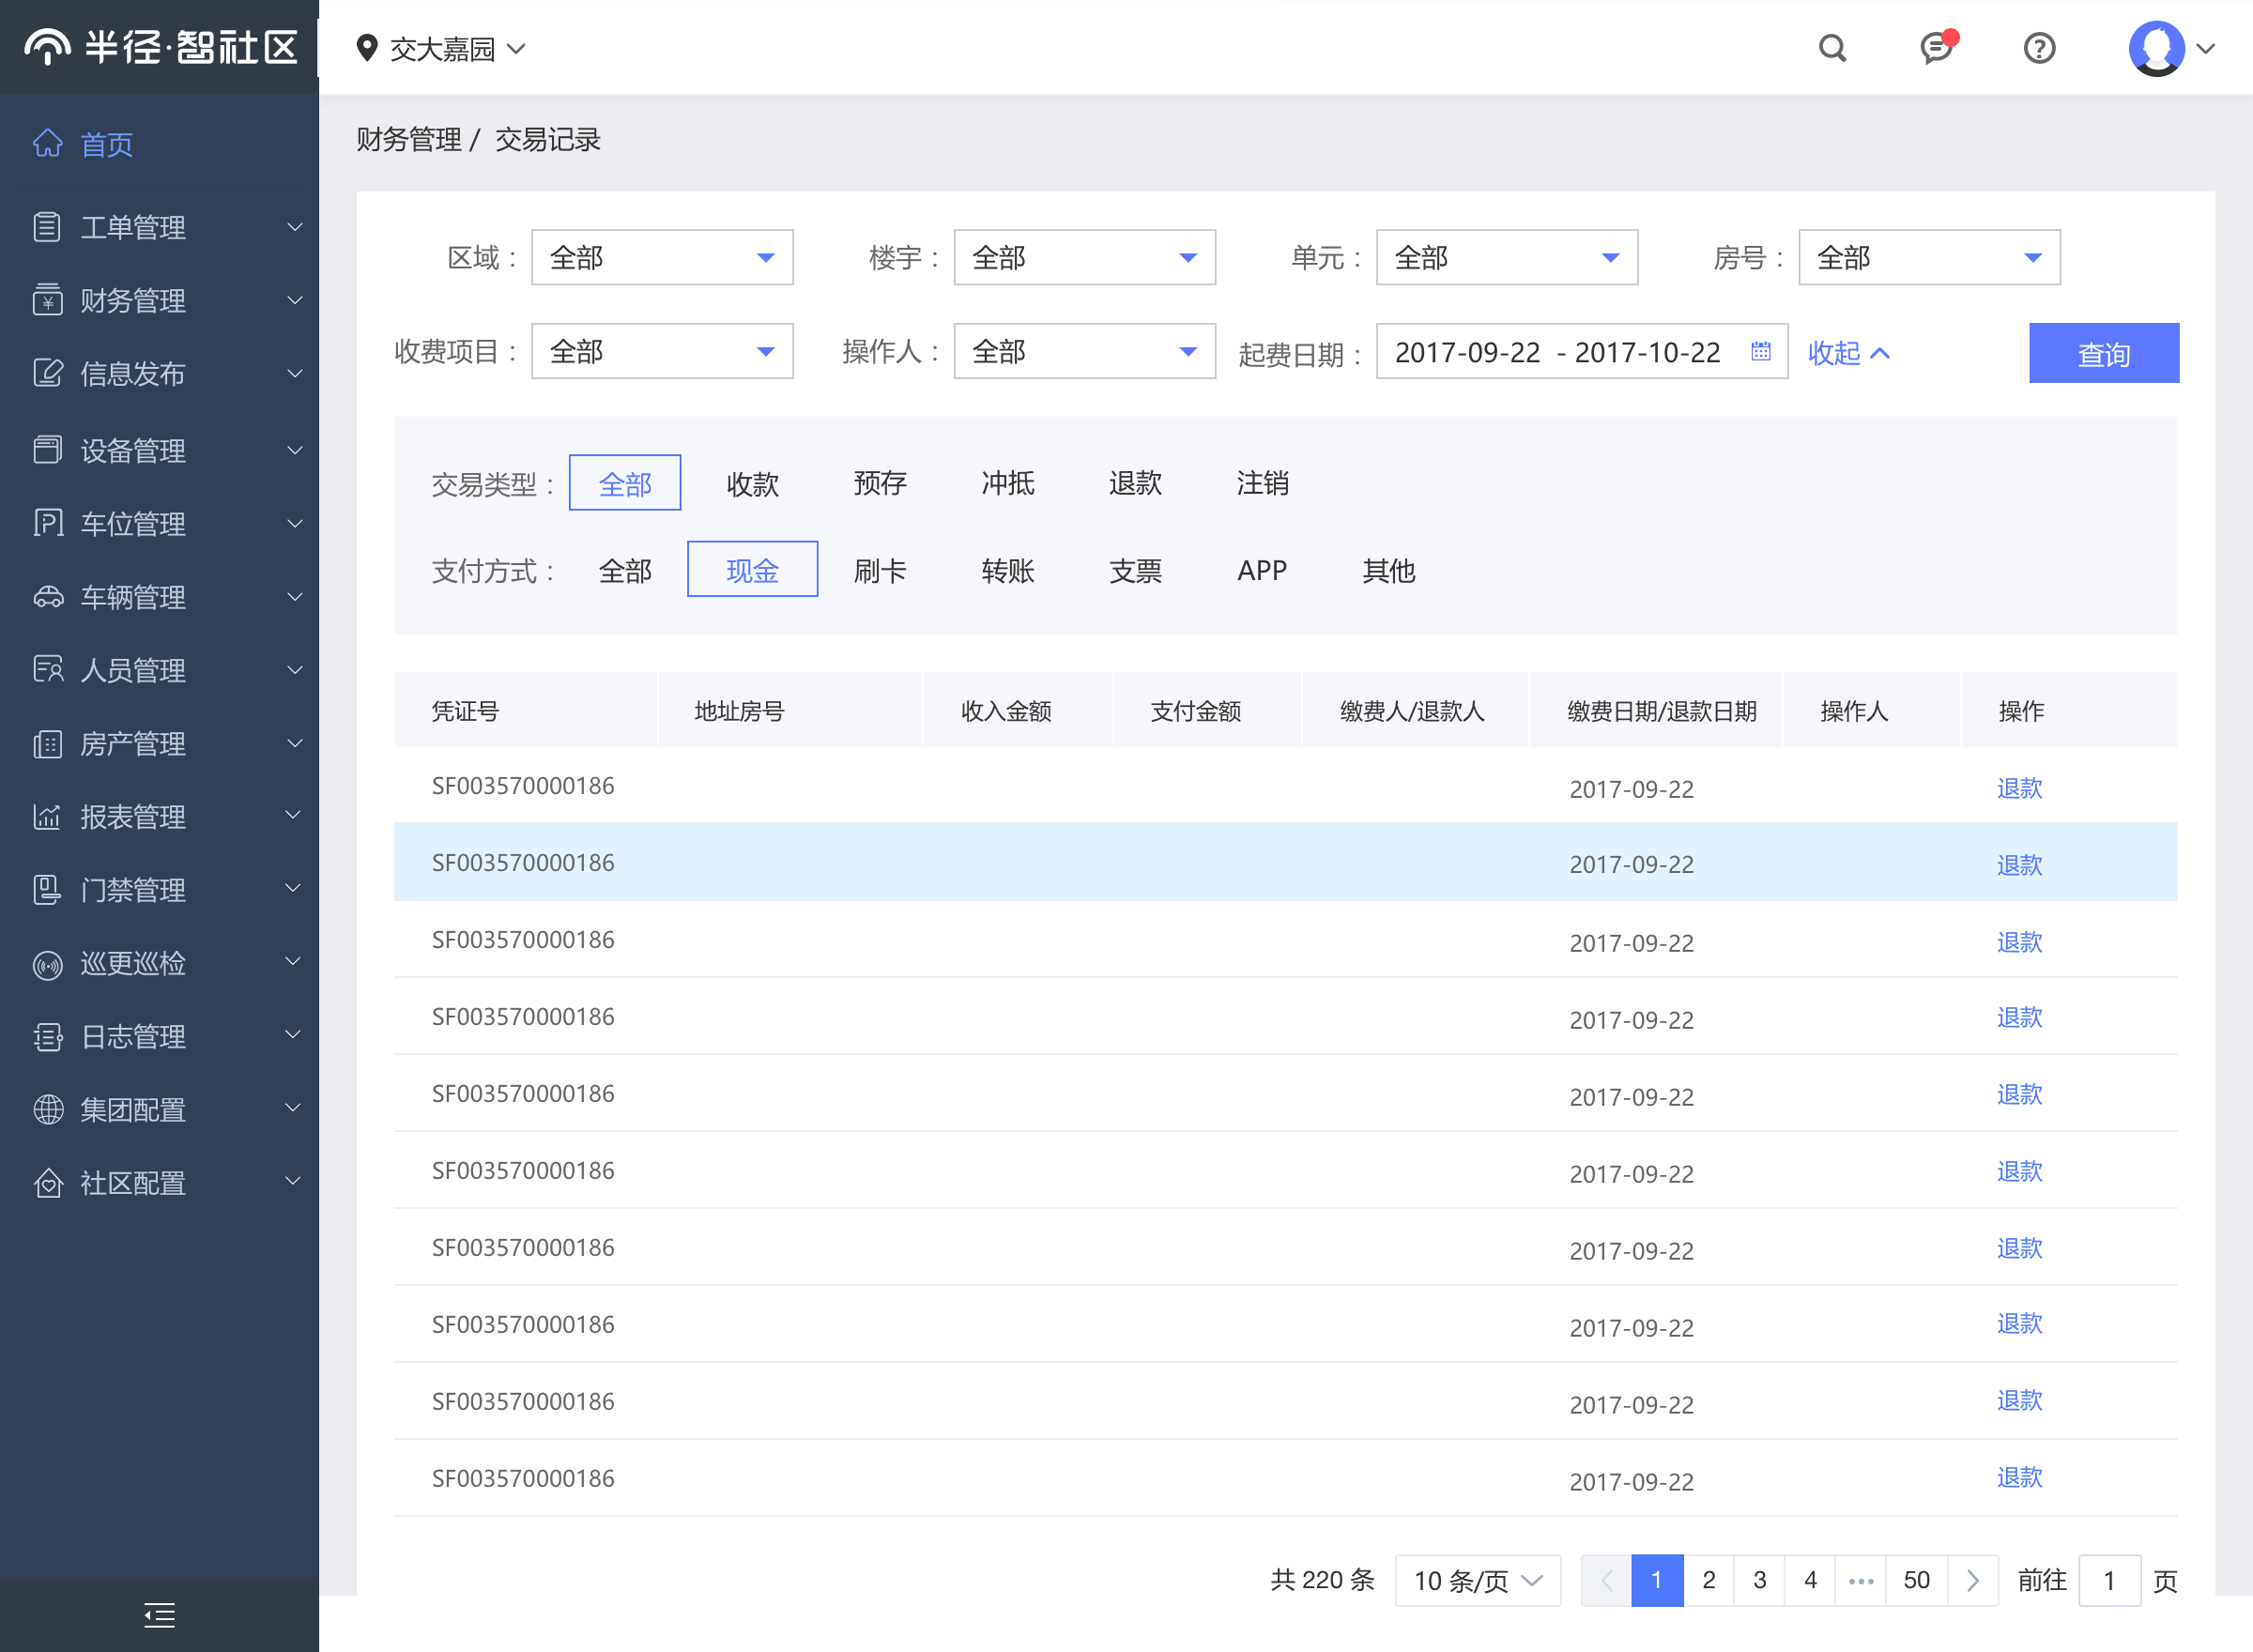 半径·智社区
交大嘉园
首页
工单管理
财务管理
信息发布
设备管理
车位管理
车辆管理
人员管理
房产管理
报表管理
门禁管理
巡更巡检
日志管理
集团配置
社区配置
财务管理 / 交易记录
区域： 全部 楼宇： 全部 单元： 全部 房号： 全部
收费项目： 全部 操作人： 全部 起费日期： 2017-09-22 - 2017-10-22 收起 查询
交易类型： 全部 收款 预存 冲抵 退款 注销
支付方式： 全部 现金 刷卡 转账 支票 APP 其他
凭证号 地址房号 收入金额 支付金额 缴费人/退款人 缴费日期/退款日期 操作人 操作
SF003570000186 2017-09-22 退款
SF003570000186 2017-09-22 退款
SF003570000186 2017-09-22 退款
SF003570000186 2017-09-22 退款
SF003570000186 2017-09-22 退款
SF003570000186 2017-09-22 退款
SF003570000186 2017-09-22 退款
SF003570000186 2017-09-22 退款
SF003570000186 2017-09-22 退款
SF003570000186 2017-09-22 退款
共 220 条 10 条/页 1 2 3 4 ••• 50 前往 1 页